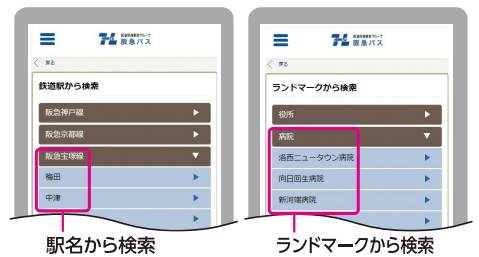 阪急阪神東宝グループ
阪急バス
戻る
鉄道駅から検索
阪急神戸線
阪急京都線
阪急宝塚線
梅田
中津
駅名から検索
阪急阪神東宝グループ
阪急バス
戻る
ランドマークから検索
役所
病院
洛西ニュータウン病院
向日回生病院
新河端病院
ランドマークから検索